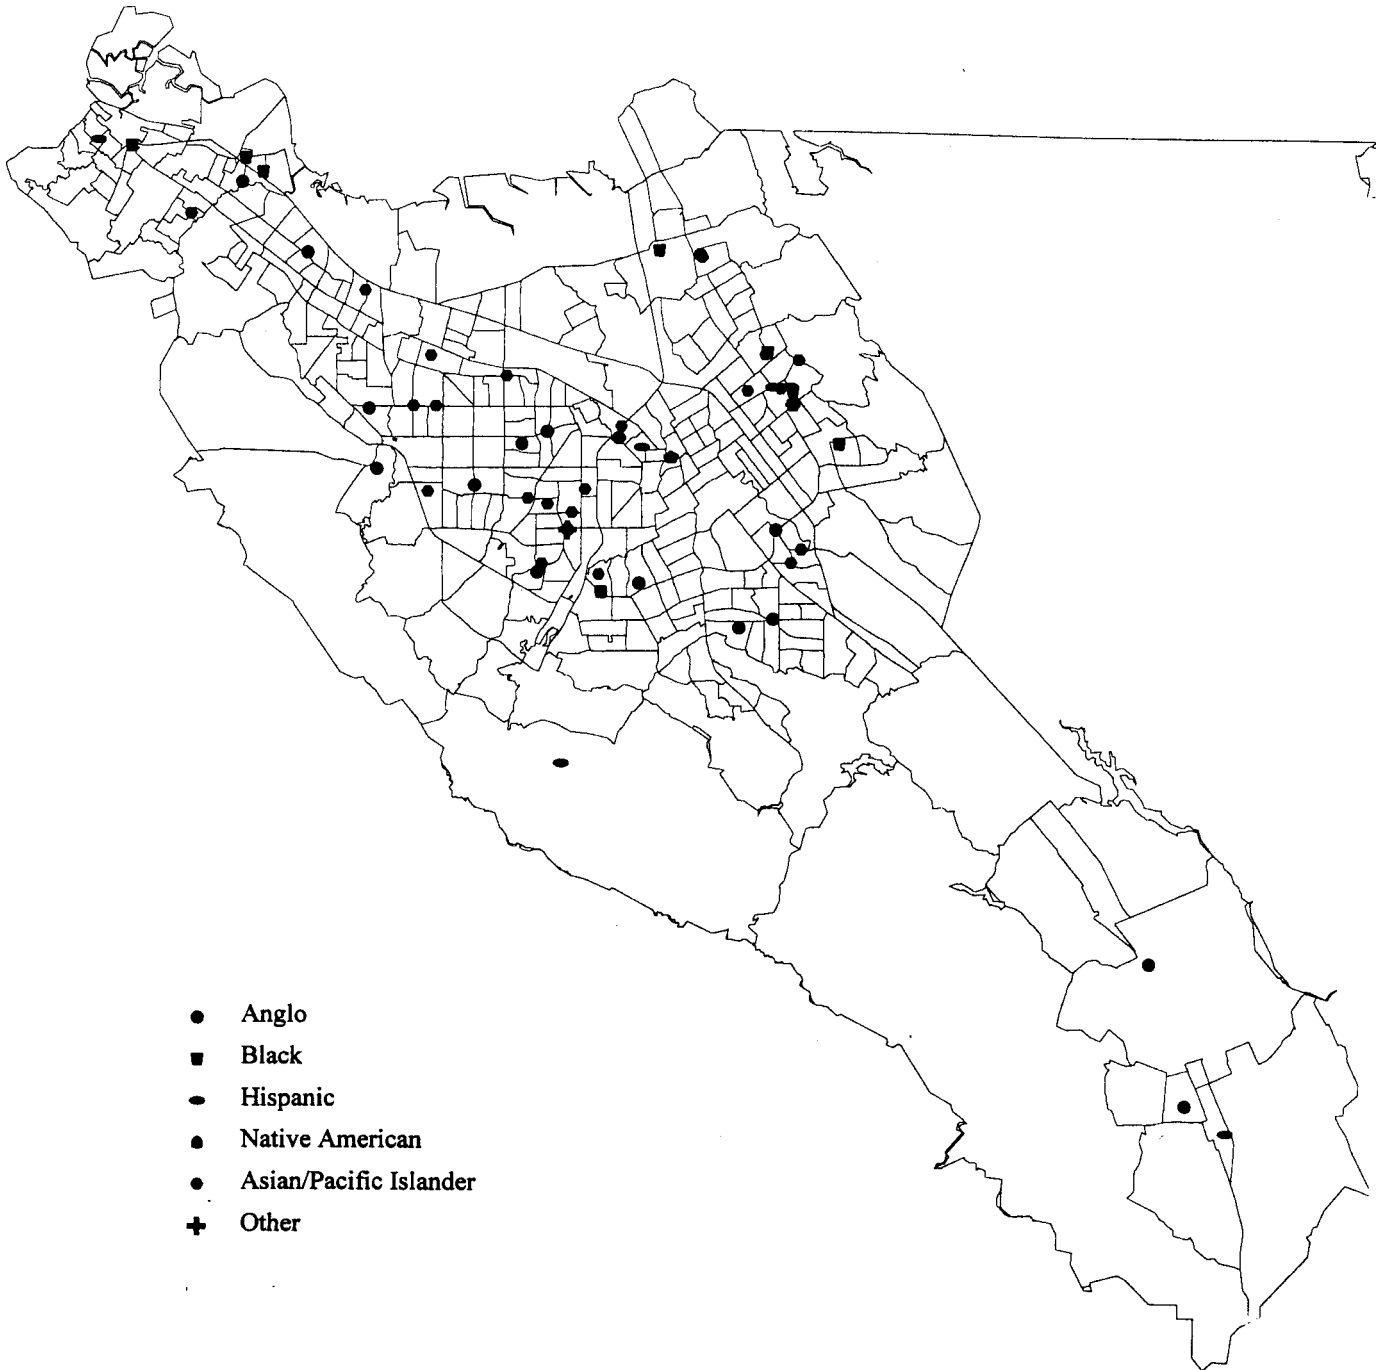 Anglo
Black
Hispanic
Native American
Asian/Pacific Islander
Other